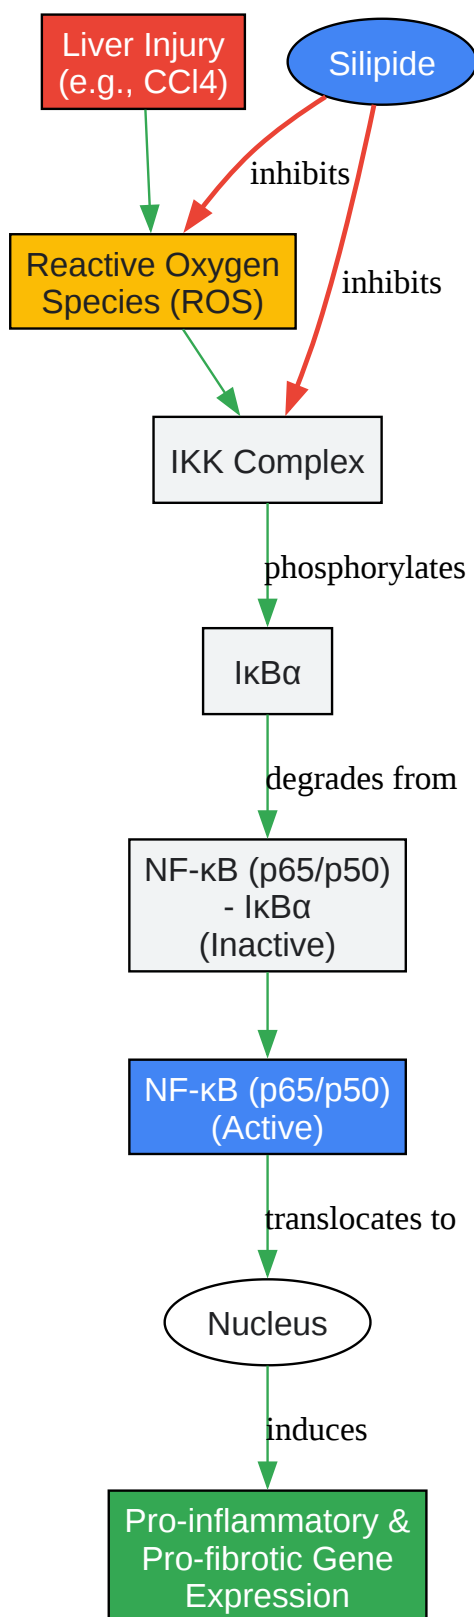 Liver Injury
(e.g., CCl4)
Silipide
inhibits
Reactive Oxygen
Species (ROS)
inhibits
IKK Complex
phosphorylates
IκBα
degrades from
NF-κB (p65/p50)
- IκBα
(Inactive)
NF-κB (p65/p50)
(Active)
translocates to
Nucleus
induces
Pro-inflammatory &
Pro-fibrotic Gene
Expression